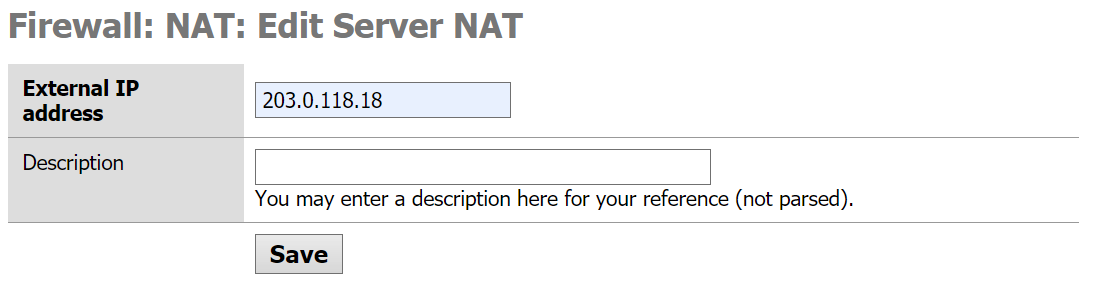 Firewall: NAT: Edit Server NAT
External IP
address
203.0.118.18
Description
You may enter a description here for your reference (not parsed).
Save